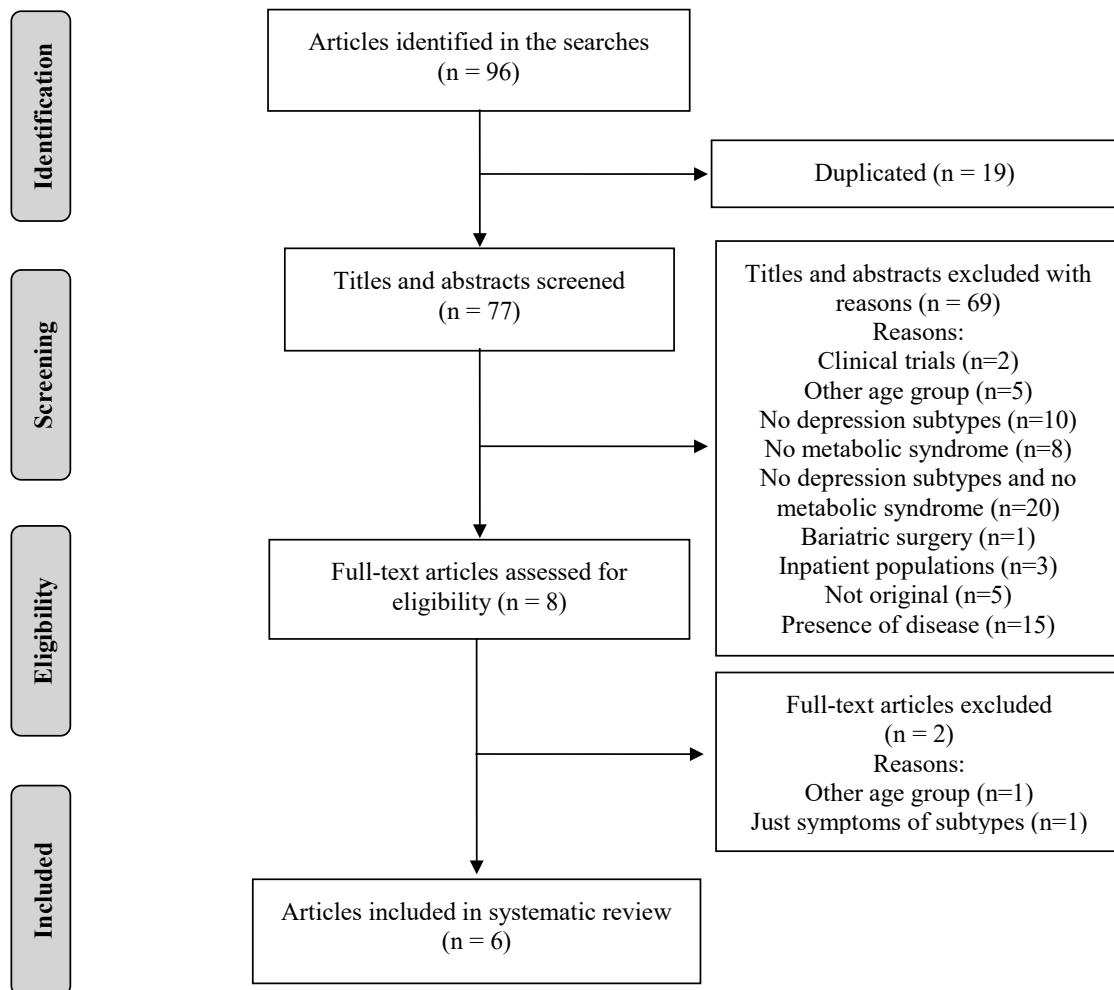 Identification
Articles identified in the searches
(n = 96)
Duplicated (n = 19)
Screening
Titles and abstracts screened
(n = 77)
Titles and abstracts excluded with
reasons (n = 69)
Reasons:
Clinical trials (n=2)
Other age group (n=5)
No depression subtypes (n=10)
No metabolic syndrome (n=8)
No depression subtypes and no
metabolic syndrome (n=20)
Bariatric surgery (n=1)
Inpatient populations (n=3)
Not original (n=5)
Presence of disease (n=15)
Eligibility
Full-text articles assessed for
eligibility (n = 8)
Full-text articles excluded
(n = 2)
Reasons:
Other age group (n=1)
Just symptoms of subtypes (n=1)
Included
Articles included in systematic review
(n = 6)